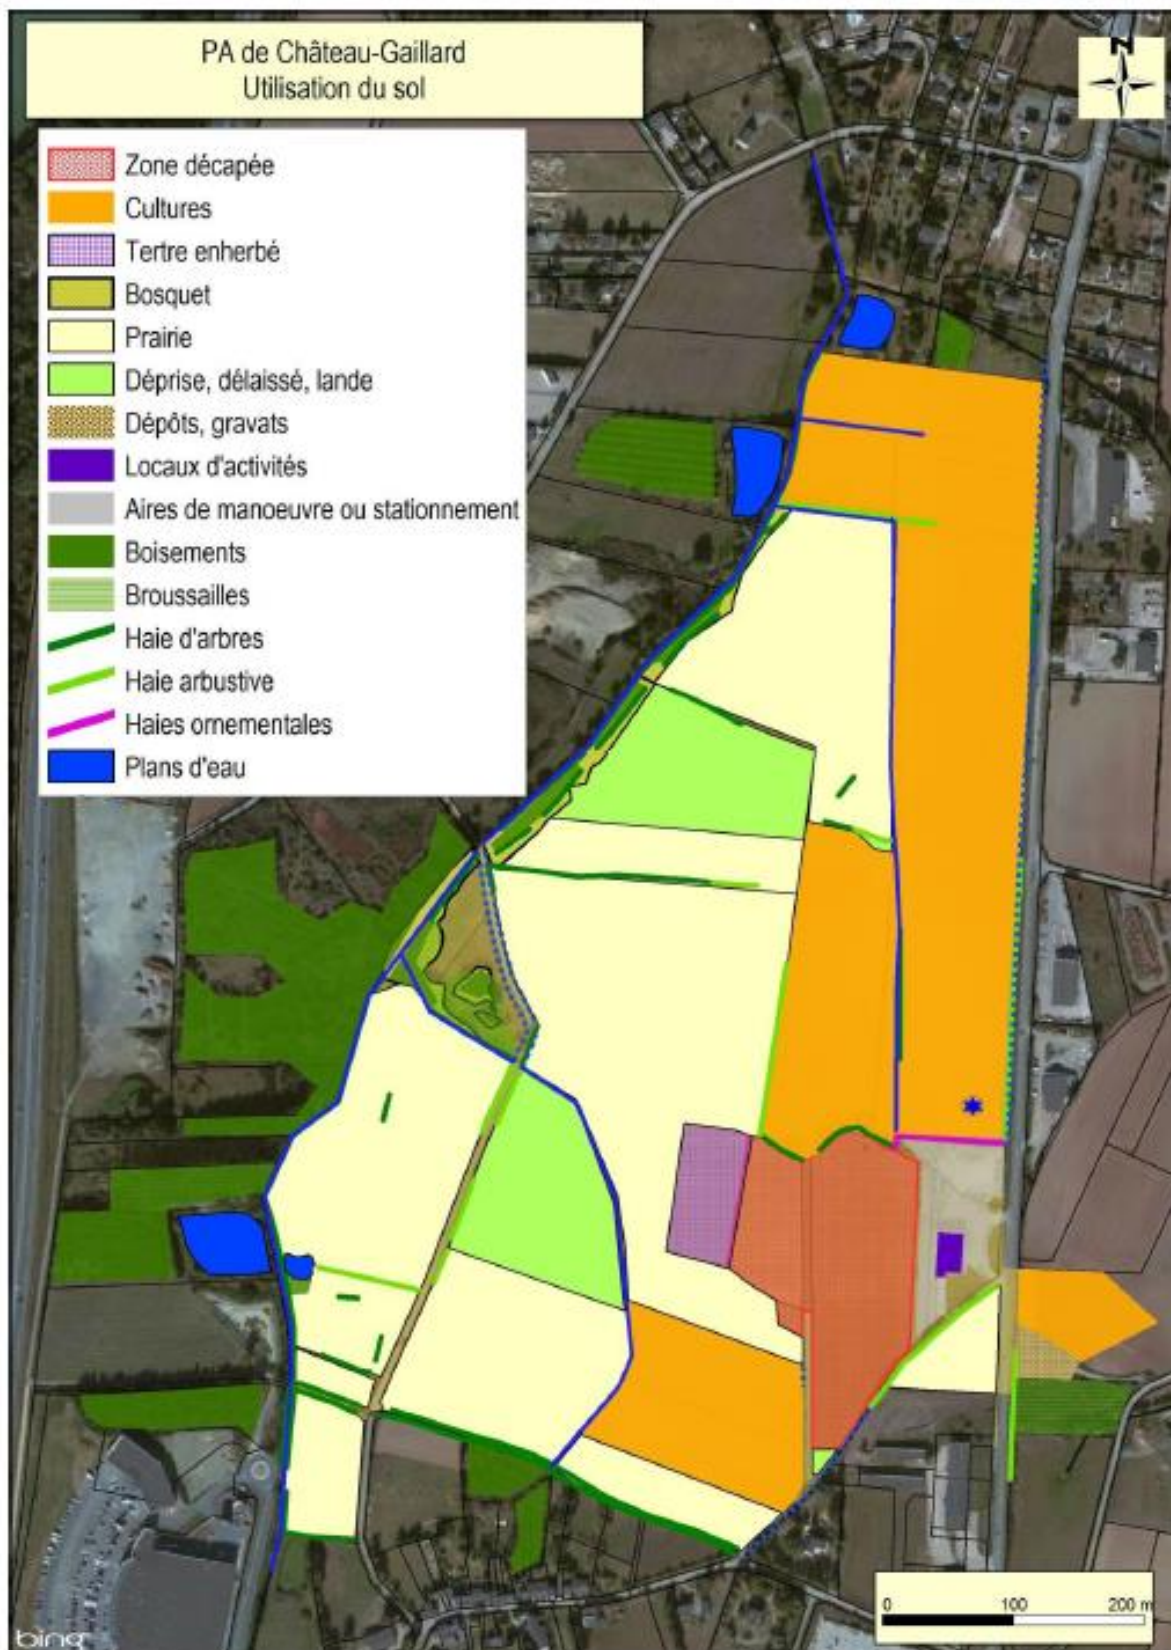 PA de Château-Gaillard
Utilisation du sol
N
Zone décapée
Cultures
Tertre enherbé
Bosquet
Prairie
Déprise, délaissé, lande
Dépôts, gravats
Locaux d'activités
Aires de manoeuvre ou stationnement
Boisements
Broussailles
Haie d'arbres
Haie arbustive
Haies ornementales
Plans d'eau
0 100 200 m
bing